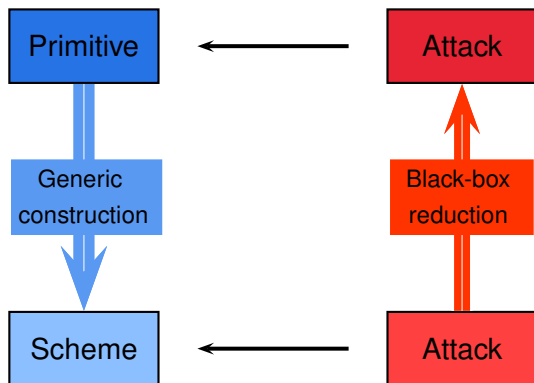 Primitive
Attack
Generic
construction
Black-box
reduction
Scheme
Attack